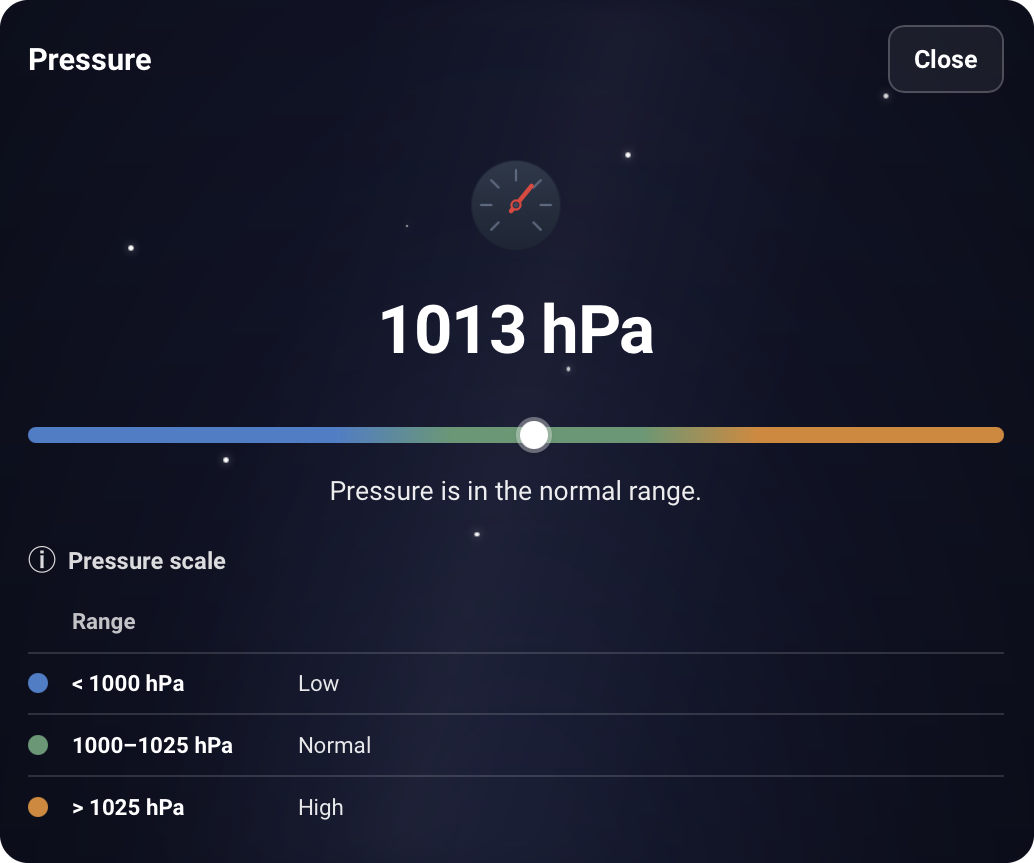 Pressure
Close
1013 hPa
Pressure is in the normal range.
Pressure scale
Range
< 1000 hPa Low
1000–1025 hPa Normal
> 1025 hPa High